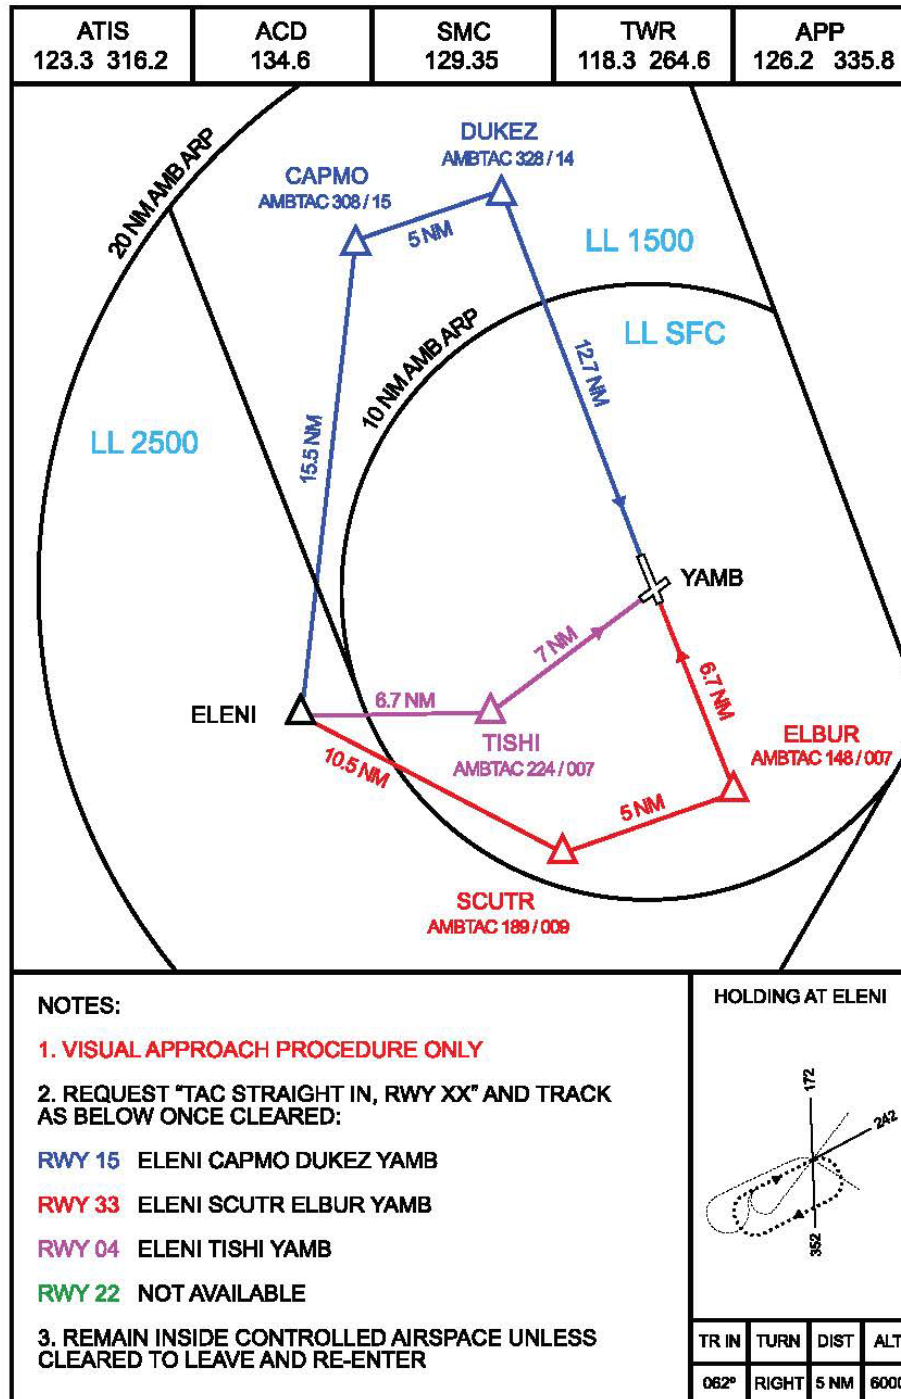 ATIS
123.3 316.2
ACD
134.6
SMC
129.35
TWR
118.3 264.6
APP
126.2 335.8
20 NM AMB ARP
CAPMO
AMBTAC 308 / 15
DUKEZ
AMBTAC 328 / 14
5 NM
LL 1500
LL SFC
10 NM AMB ARP
12.7 NM
LL 2500
15.5 NM
YAMB
7 NM
ELENI
6.7 NM
TISHI
AMBTAC 224 / 007
6.7 NM
ELBUR
AMBTAC 148 / 007
10.5 NM
5 NM
SCUTR
AMBTAC 189 / 009
NOTES:
1. VISUAL APPROACH PROCEDURE ONLY
2. REQUEST "TAC STRAIGHT IN, RWY XX" AND TRACK
AS BELOW ONCE CLEARED:
RWY 15 ELENI CAPMO DUKEZ YAMB
RWY 33 ELENI SCUTR ELBUR YAMB
RWY 04 ELENI TISHI YAMB
RWY 22 NOT AVAILABLE
3. REMAIN INSIDE CONTROLLED AIRSPACE UNLESS
CLEARED TO LEAVE AND RE-ENTER
HOLDING AT ELENI
172
242
352
TR IN TURN DIST ALT
062° RIGHT 5 NM 6000